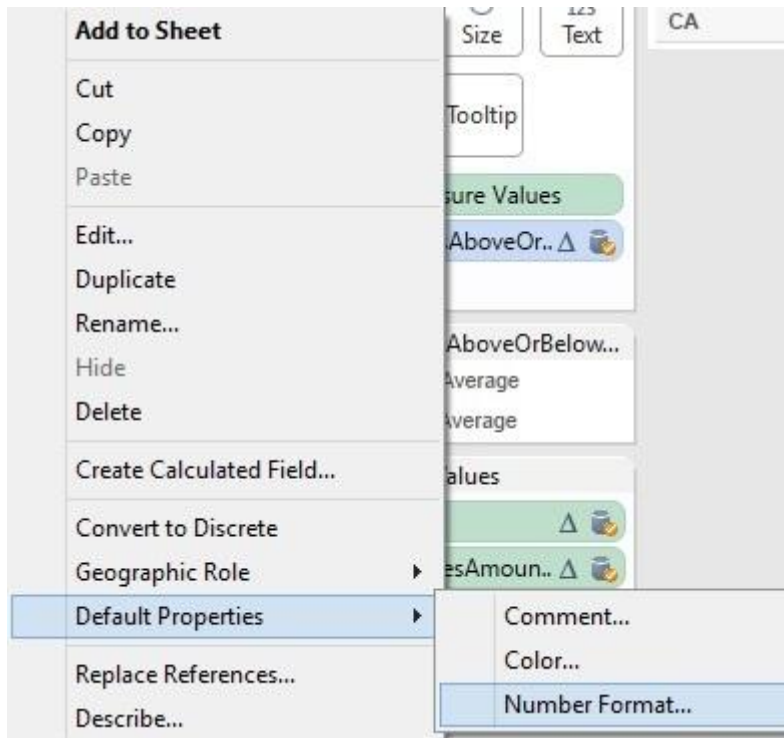 Add to Sheet
Cut
Copy
Paste
Edit...
Duplicate
Rename...
Hide
Delete
Create Calculated Field...
Convert to Discrete
Geographic Role
Default Properties
Replace References...
Describe...
Comment...
Color...
Number Format...
Size
Text
Tooltip
sure Values
AboveOr.. Δ
AboveOrBelow...
Average
Average
alues
Δ
esAmoun.. Δ
CA